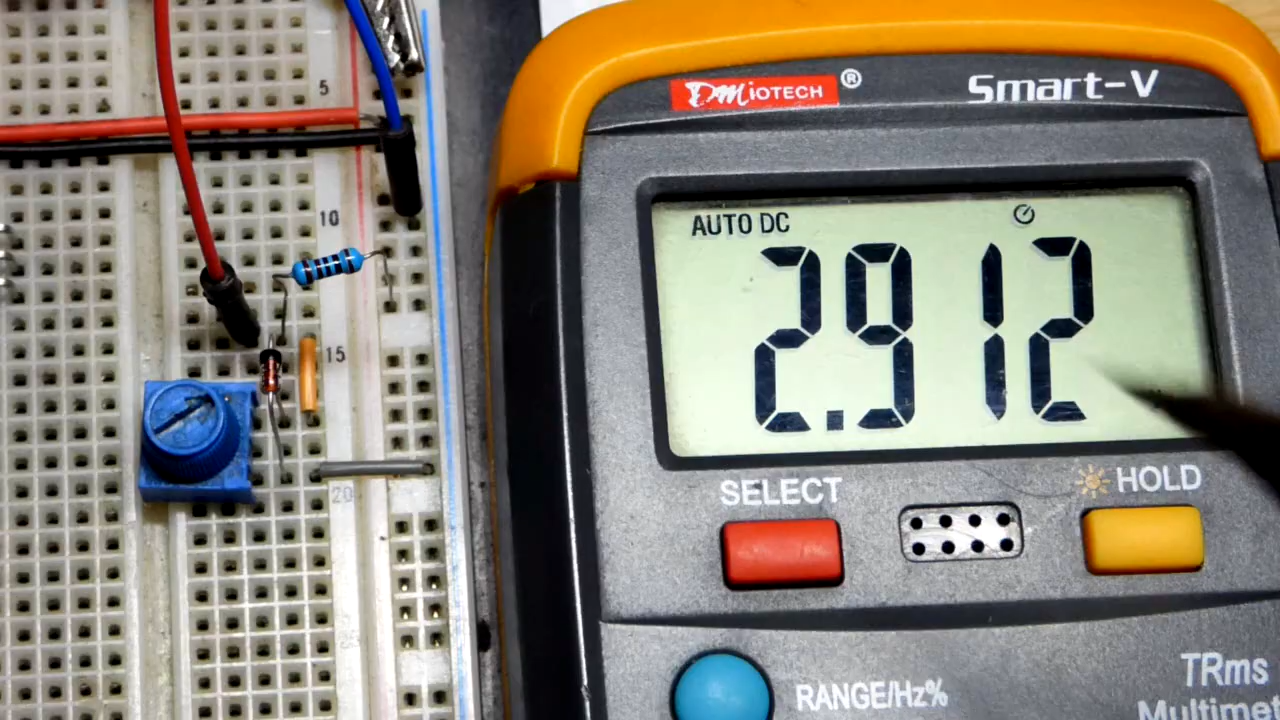 5
10
15
20
DMiOTECH ®
Smart-V
AUTO DC
2.912
SELECT
HOLD
RANGE/Hz%
TRms